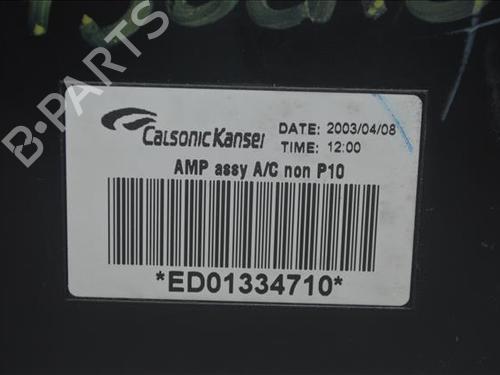 B-PARTS
CalsonicKansei
DATE: 2003/04/08
TIME: 12:00
AMP assy A/C non P10
*ED01334710*